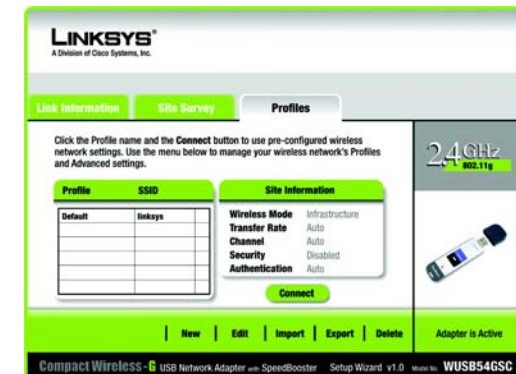 LINKSYS®
A Division of Cisco Systems, Inc.
Link Information
Site Survey
Profiles
Click the Profile name and the Connect button to use pre-configured wireless
network settings. Use the menu below to manage your wireless network's Profiles
and Advanced settings.
2.4GHz
802.11g
Profile SSID
Default linksys
Site Information
Wireless Mode Infrastructure
Transfer Rate Auto
Channel Auto
Security Disabled
Authentication Auto
Connect
New | Edit | Import | Export | Delete
Adapter is Active
Compact Wireless-G USB Network Adapter with SpeedBooster Setup Wizard v1.0 Model No. WUSB54GSC